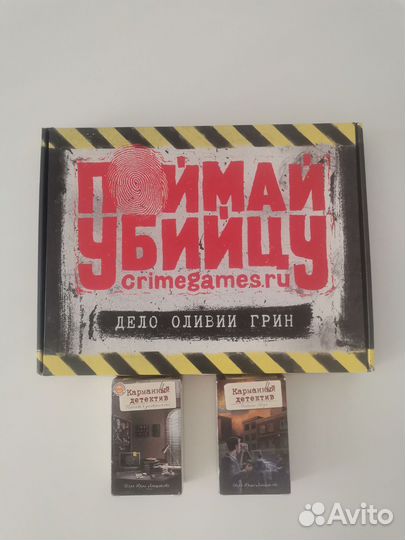 ПОЙМАЙ
УБИЙЦУ
crimegames.ru
ДЕЛО ОЛИВИИ ГРИН
Карманный
детектив
Карманный
детектив
Avito